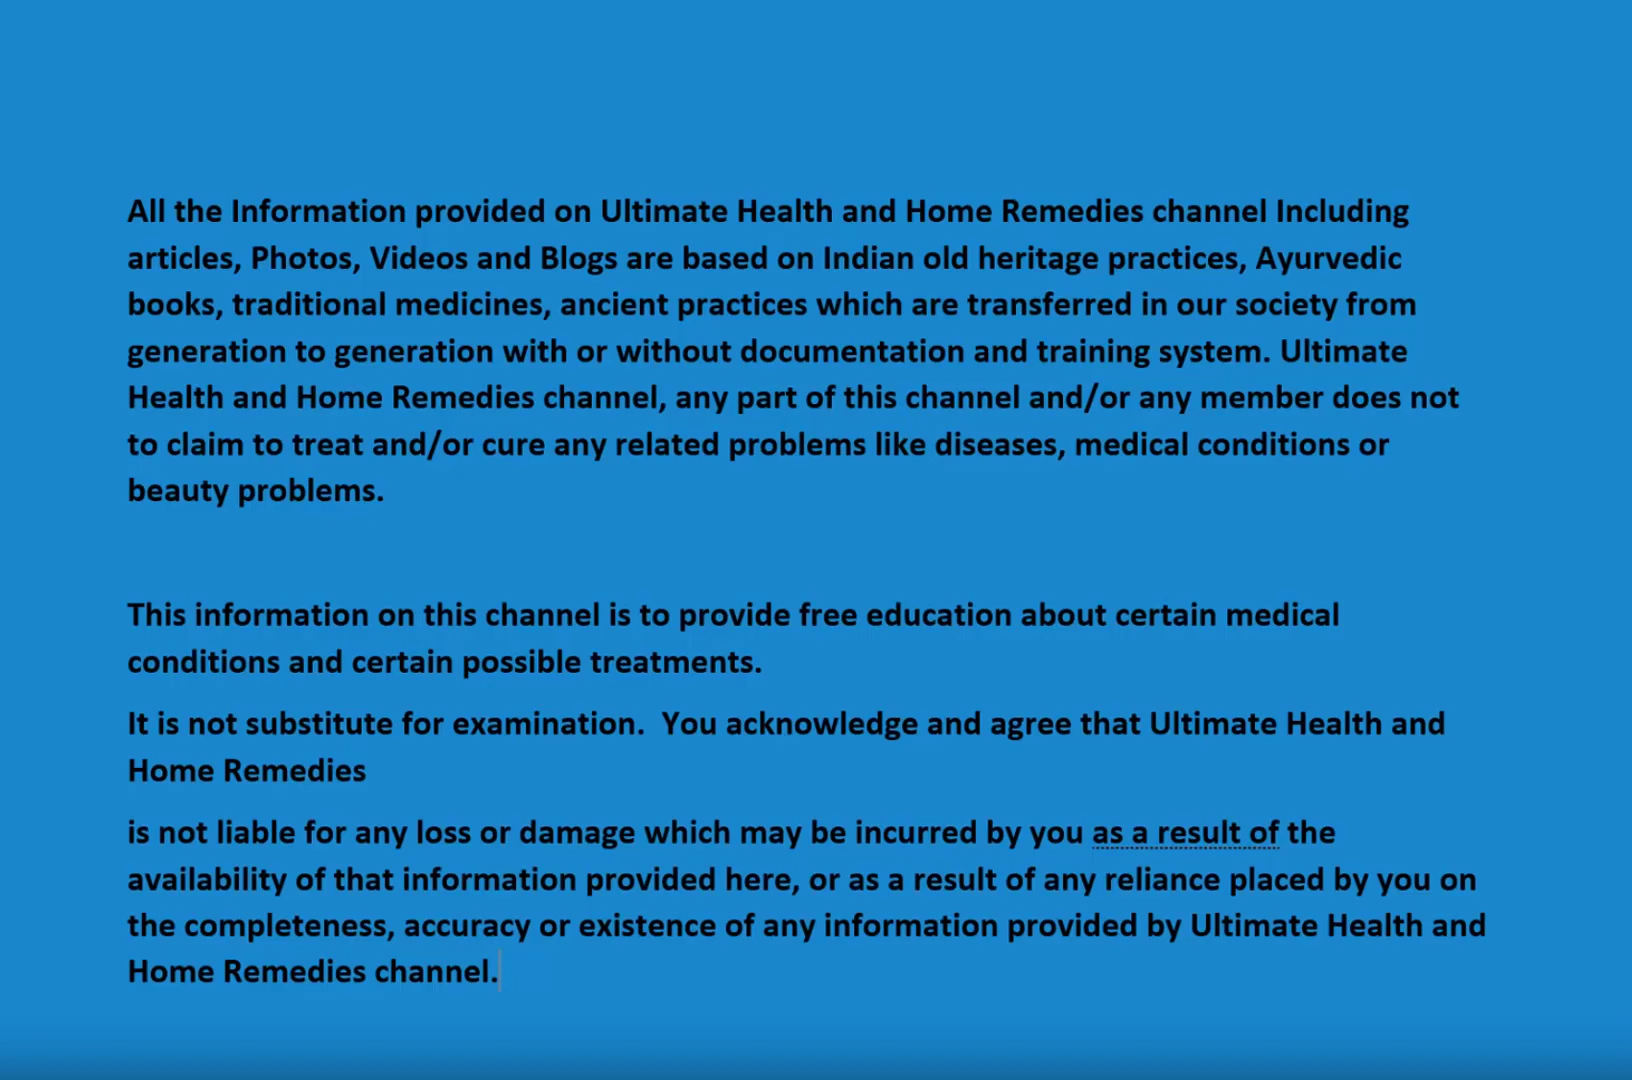 All the Information provided on Ultimate Health and Home Remedies channel Including
articles, Photos, Videos and Blogs are based on Indian old heritage practices, Ayurvedic
books, traditional medicines, ancient practices which are transferred in our society from
generation to generation with or without documentation and training system. Ultimate
Health and Home Remedies channel, any part of this channel and/or any member does not
to claim to treat and/or cure any related problems like diseases, medical conditions or
beauty problems.
This information on this channel is to provide free education about certain medical
conditions and certain possible treatments.
It is not substitute for examination.  You acknowledge and agree that Ultimate Health and
Home Remedies
is not liable for any loss or damage which may be incurred by you as a result of the
availability of that information provided here, or as a result of any reliance placed by you on
the completeness, accuracy or existence of any information provided by Ultimate Health and
Home Remedies channel.